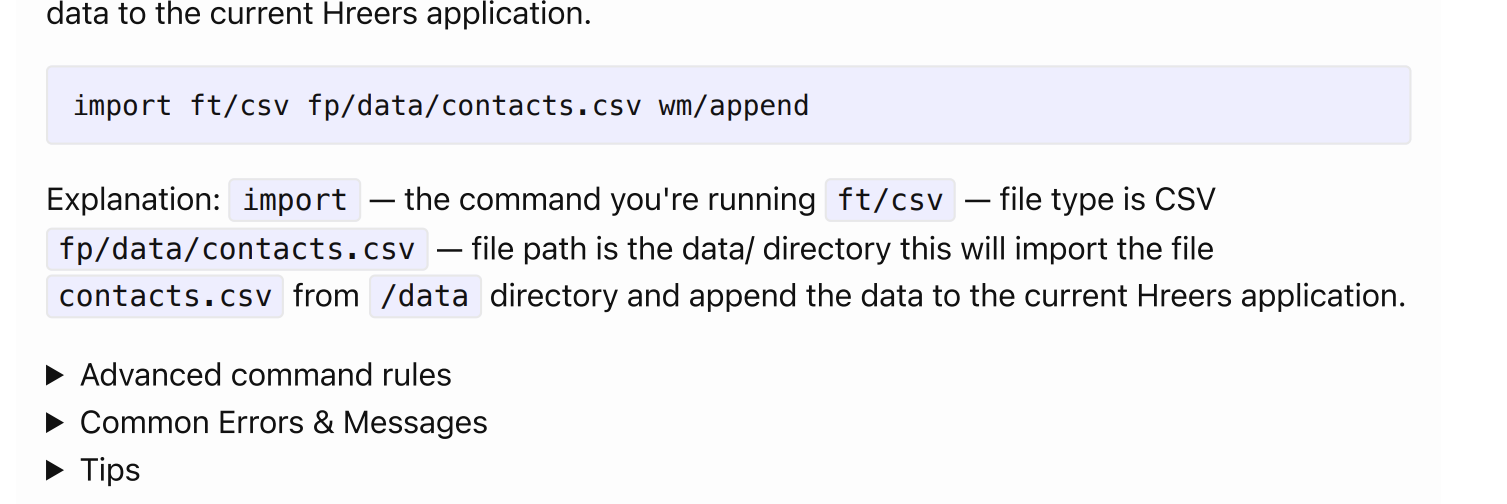 data to the current Hreers application.
import ft/csv fp/data/contacts.csv wm/append
Explanation: import — the command you're running ft/csv — file type is CSV
fp/data/contacts.csv — file path is the data/ directory this will import the file
contacts.csv from /data directory and append the data to the current Hreers application.
▶ Advanced command rules
▶ Common Errors & Messages
▶ Tips